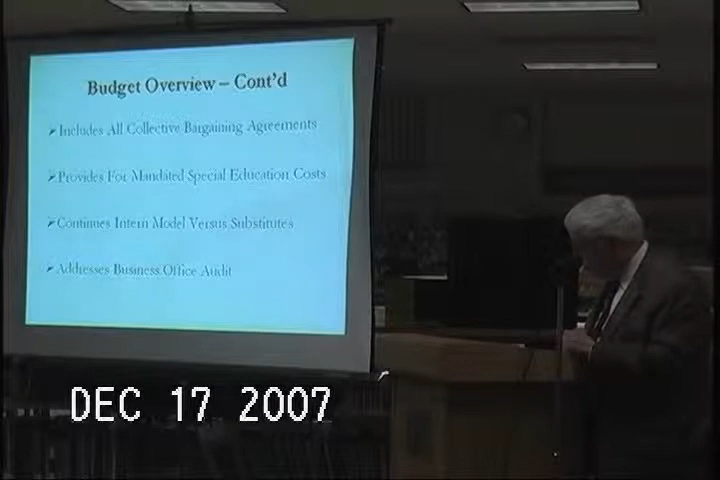 Budget Overview – Cont'd
➢Includes All Collective Bargaining Agreements
➢Provides For Mandated Special Education Costs
➢Continues Intern Model Versus Substitutes
➢Addresses Business Office Audit
DEC 17 2007